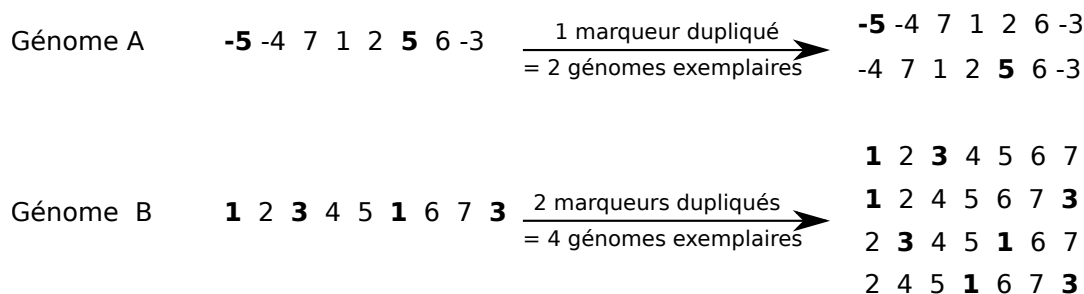 Génome A
-5 -4 7 1 2 5 6 -3
1 marqueur dupliqué
= 2 génomes exemplaires
-5 -4 7 1 2 6 -3
-4 7 1 2 5 6 -3
Génome B
1 2 3 4 5 1 6 7 3
2 marqueurs dupliqués
= 4 génomes exemplaires
1 2 3 4 5 6 7
1 2 4 5 6 7 3
2 3 4 5 1 6 7
2 4 5 1 6 7 3